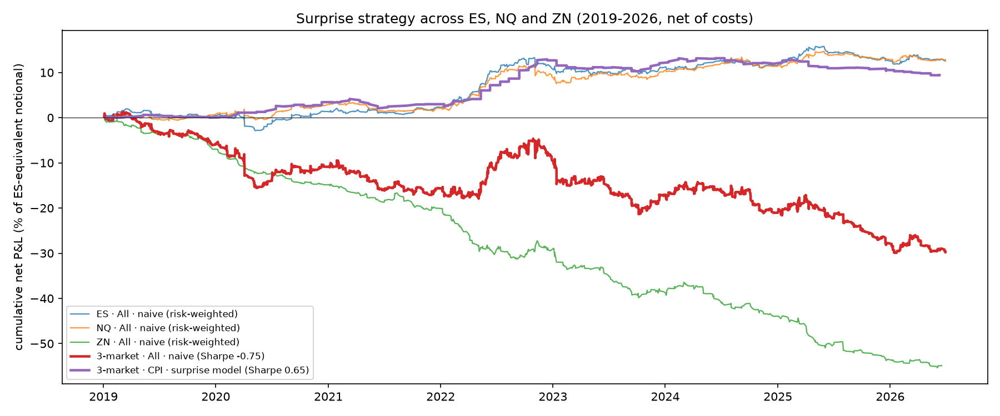 Surprise strategy across ES, NQ and ZN (2019-2026, net of costs)
cumulative net P&L (% of ES-equivalent notional)
10
0
−10
−20
−30
−40
−50
ES · All · naive (risk-weighted)
NQ · All · naive (risk-weighted)
ZN · All · naive (risk-weighted)
3-market · All · naive (Sharpe -0.75)
3-market · CPI · surprise model (Sharpe 0.65)
2019 2020 2021 2022 2023 2024 2025 2026